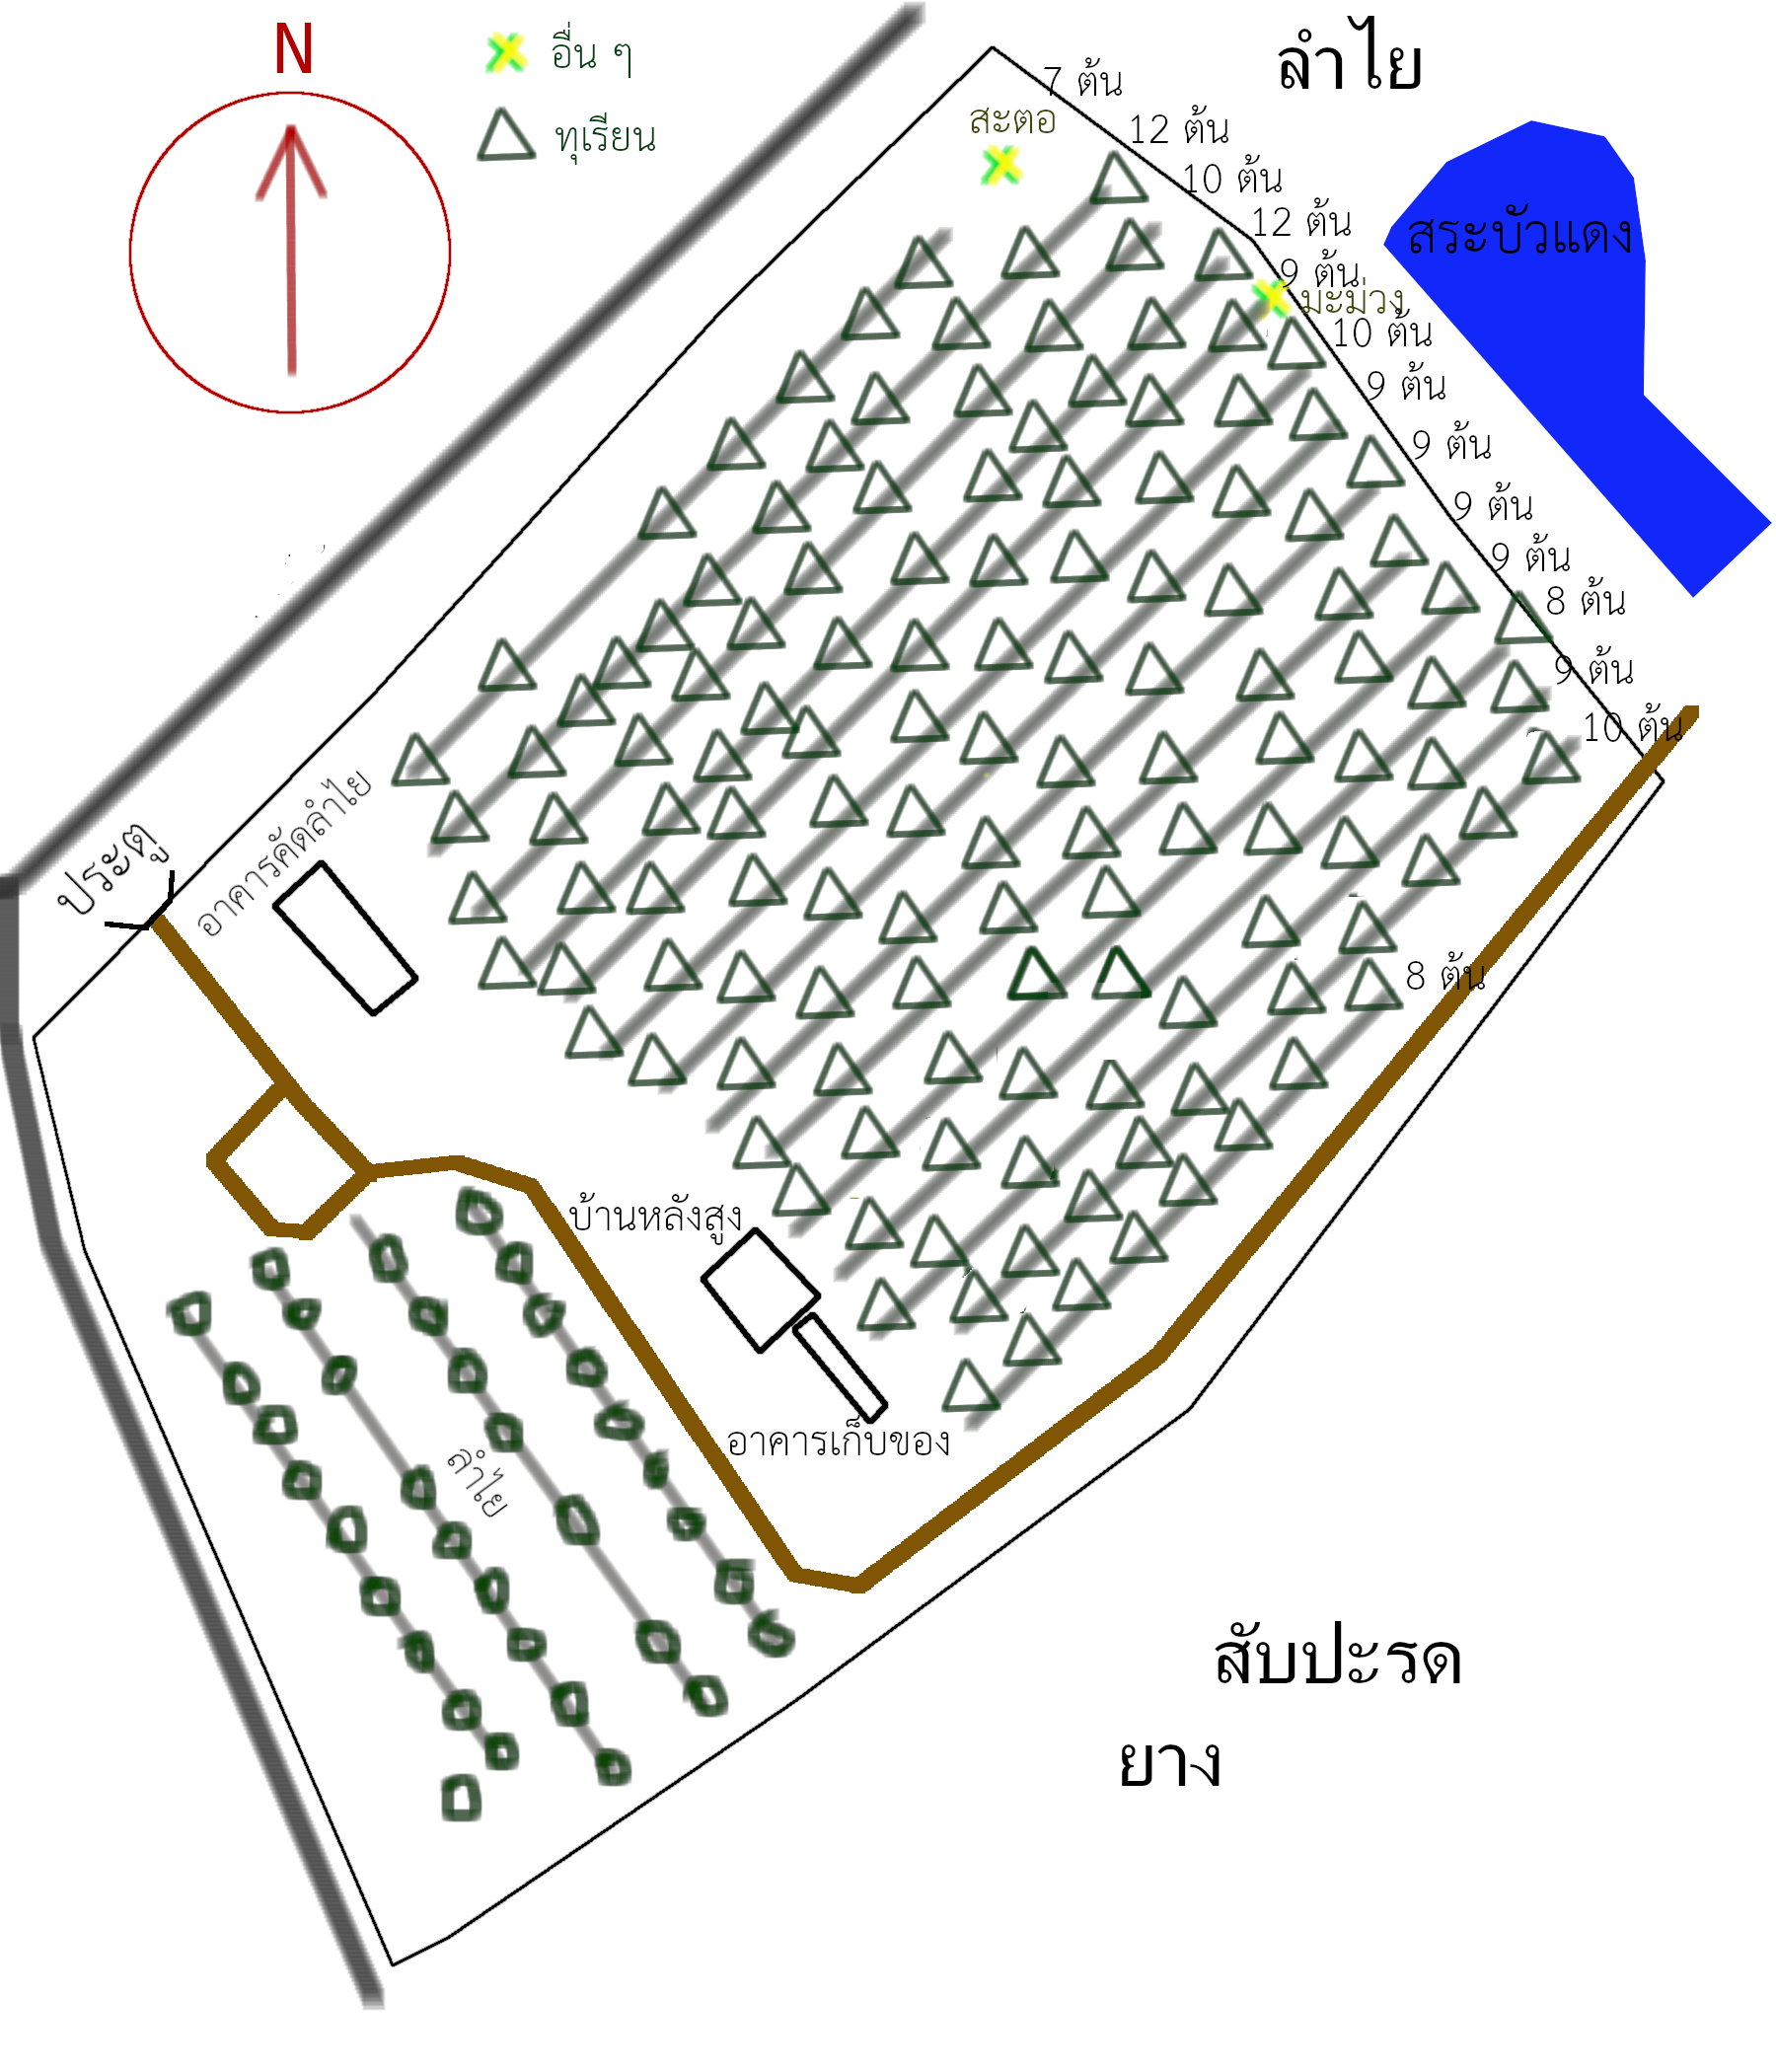 N
อื่น ๆ
ทุเรียน
ลำไย
7 ต้น
สะตอ
12 ต้น
10 ต้น
12 ต้น
สระบัวแดง
9 ต้น
มะม่วง
10 ต้น
9 ต้น
9 ต้น
9 ต้น
9 ต้น
8 ต้น
9 ต้น
10 ต้น
ประตู
อาคารคัดลำไย
8 ต้น
บ้านหลังสูง
อาคารเก็บของ
ลำไย
สับปะรด
ยาง